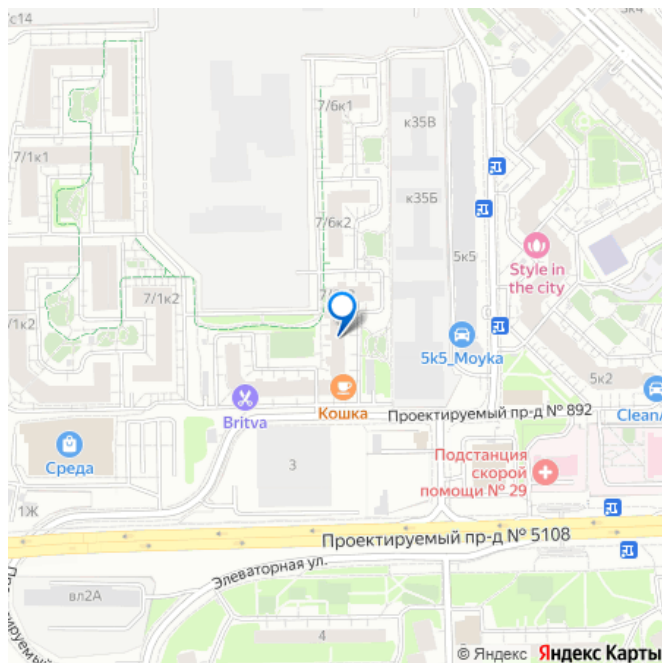 с14
7/6к1
к35В
7/1к1
к35Б
7/6к2
5к5
Style in
the city
7/1к2
1к2
5k5_Moyka
5к2
Кошка
Britva
Проектируемый пр-д № 892
CleanA
Среда
3
Подстанция
скорой
помощи № 29
1Ж
Проектируемый пр-д № 5108
Элеваторная ул.
вл2А
4
© Яндекс Яндекс Карты